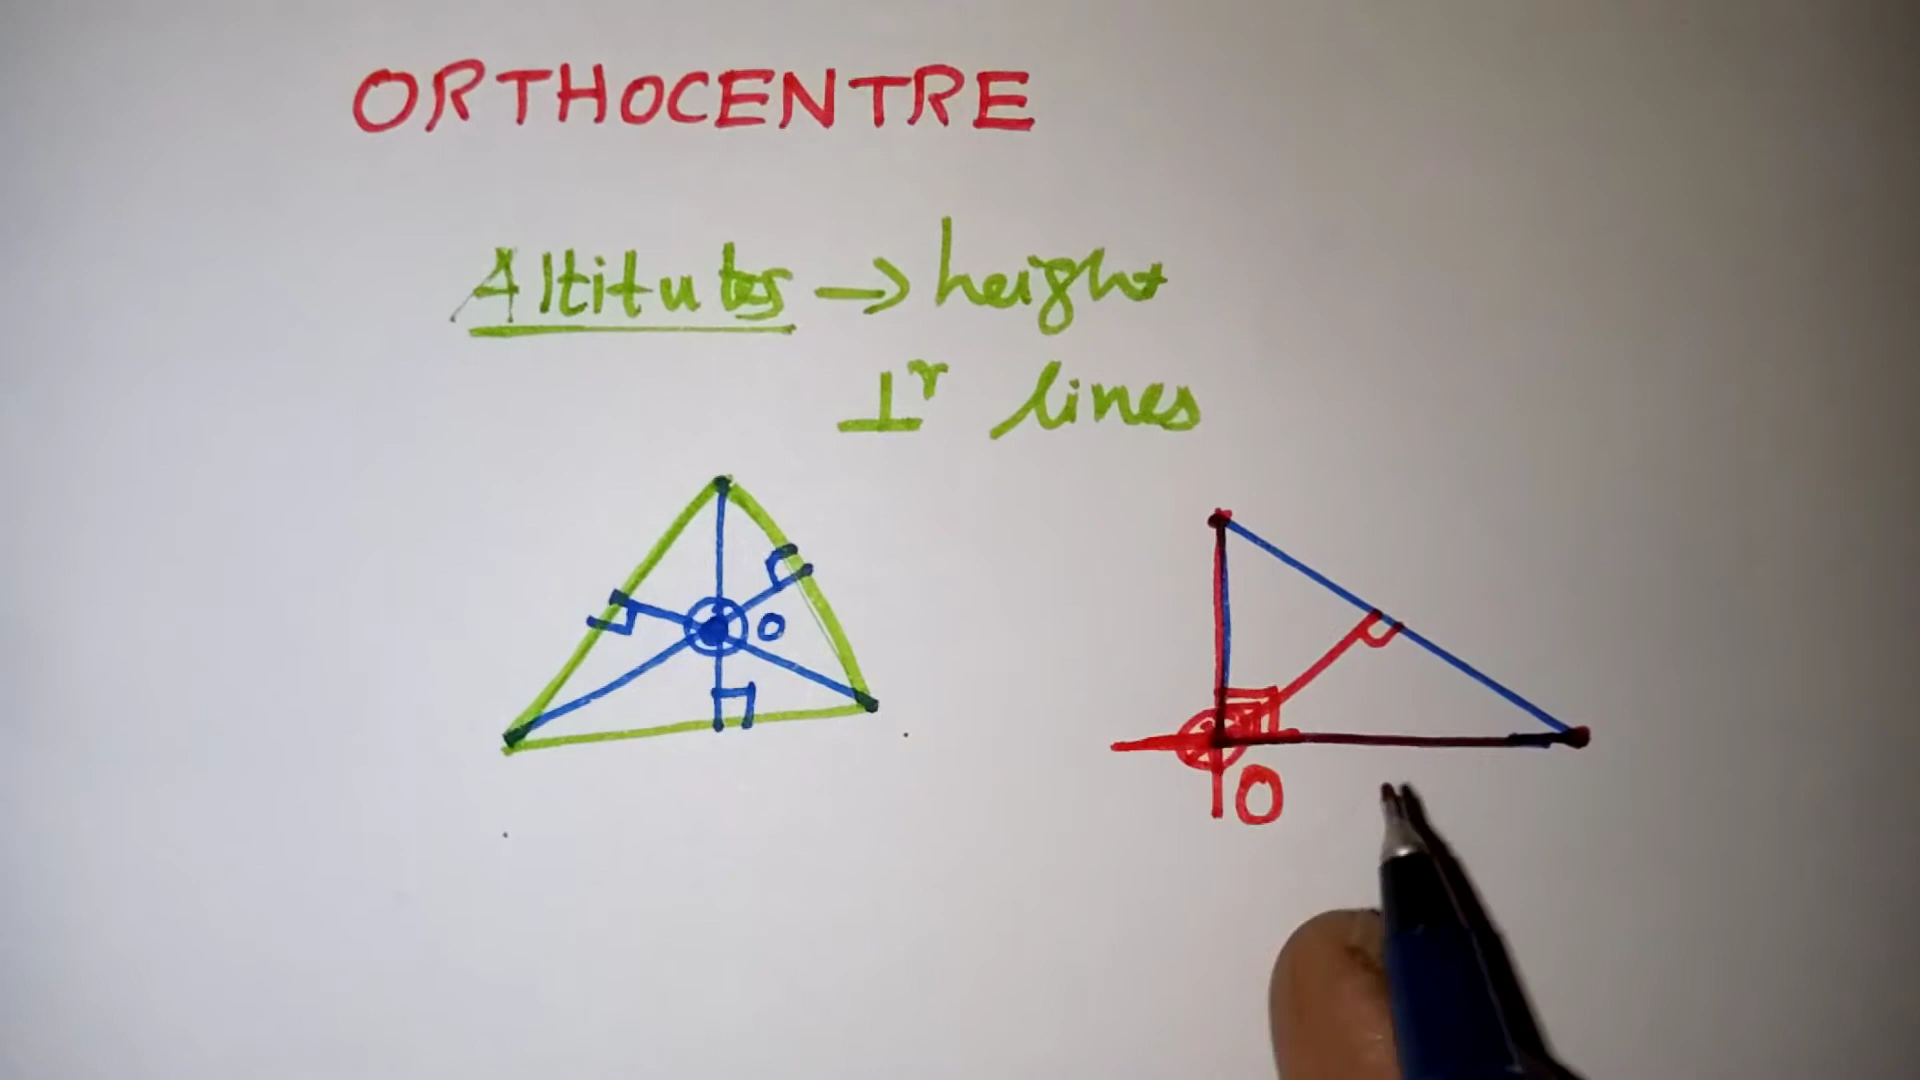 ORTHOCENTRE
Altitutes → height
⊥r lines
O
O